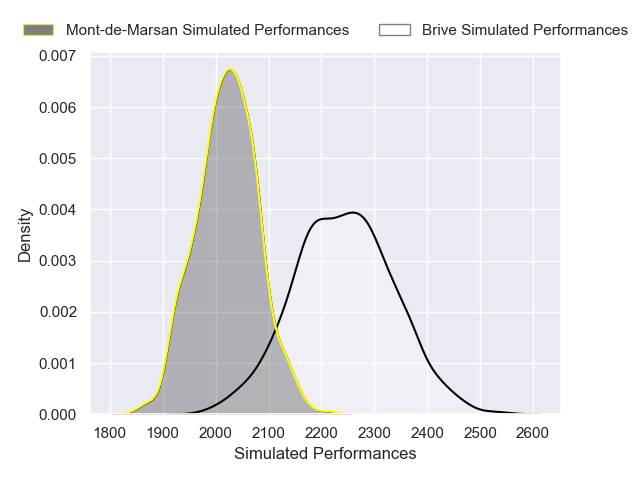 Mont-de-Marsan Simulated Performances Brive Simulated Performances
0.007
0.006
0.005
0.004
0.003
0.002
0.001
0.000
Density
1800 1900 2000 2100 2200 2300 2400 2500 2600
Simulated Performances